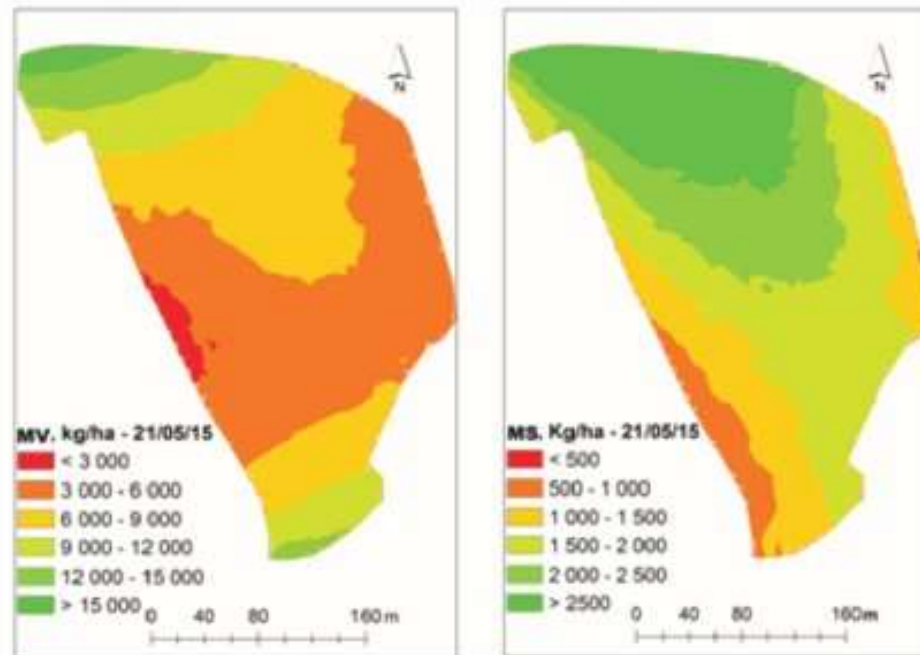 N
MV. kg/ha - 21/05/15
< 3 000
3 000 - 6 000
6 000 - 9 000
9 000 - 12 000
12 000 - 15 000
> 15 000
0 40 80 160 m
N
MS. Kg/ha - 21/05/15
< 500
500 - 1 000
1 000 - 1 500
1 500 - 2 000
2 000 - 2 500
> 2500
0 40 80 160 m